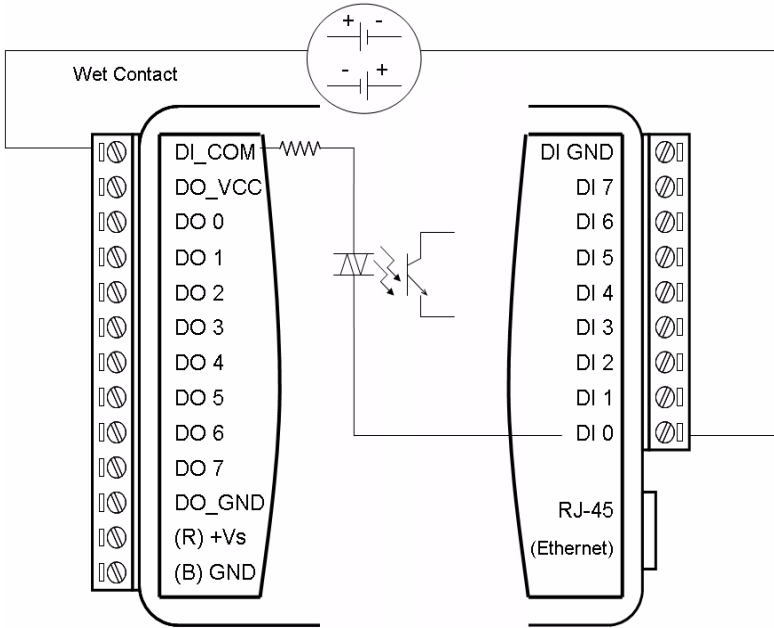 + -
- +
Wet Contact
DI_COM
DO_VCC
DO 0
DO 1
DO 2
DO 3
DO 4
DO 5
DO 6
DO 7
DO_GND
(R) +Vs
(B) GND
DI GND
DI 7
DI 6
DI 5
DI 4
DI 3
DI 2
DI 1
DI 0
RJ-45
(Ethernet)